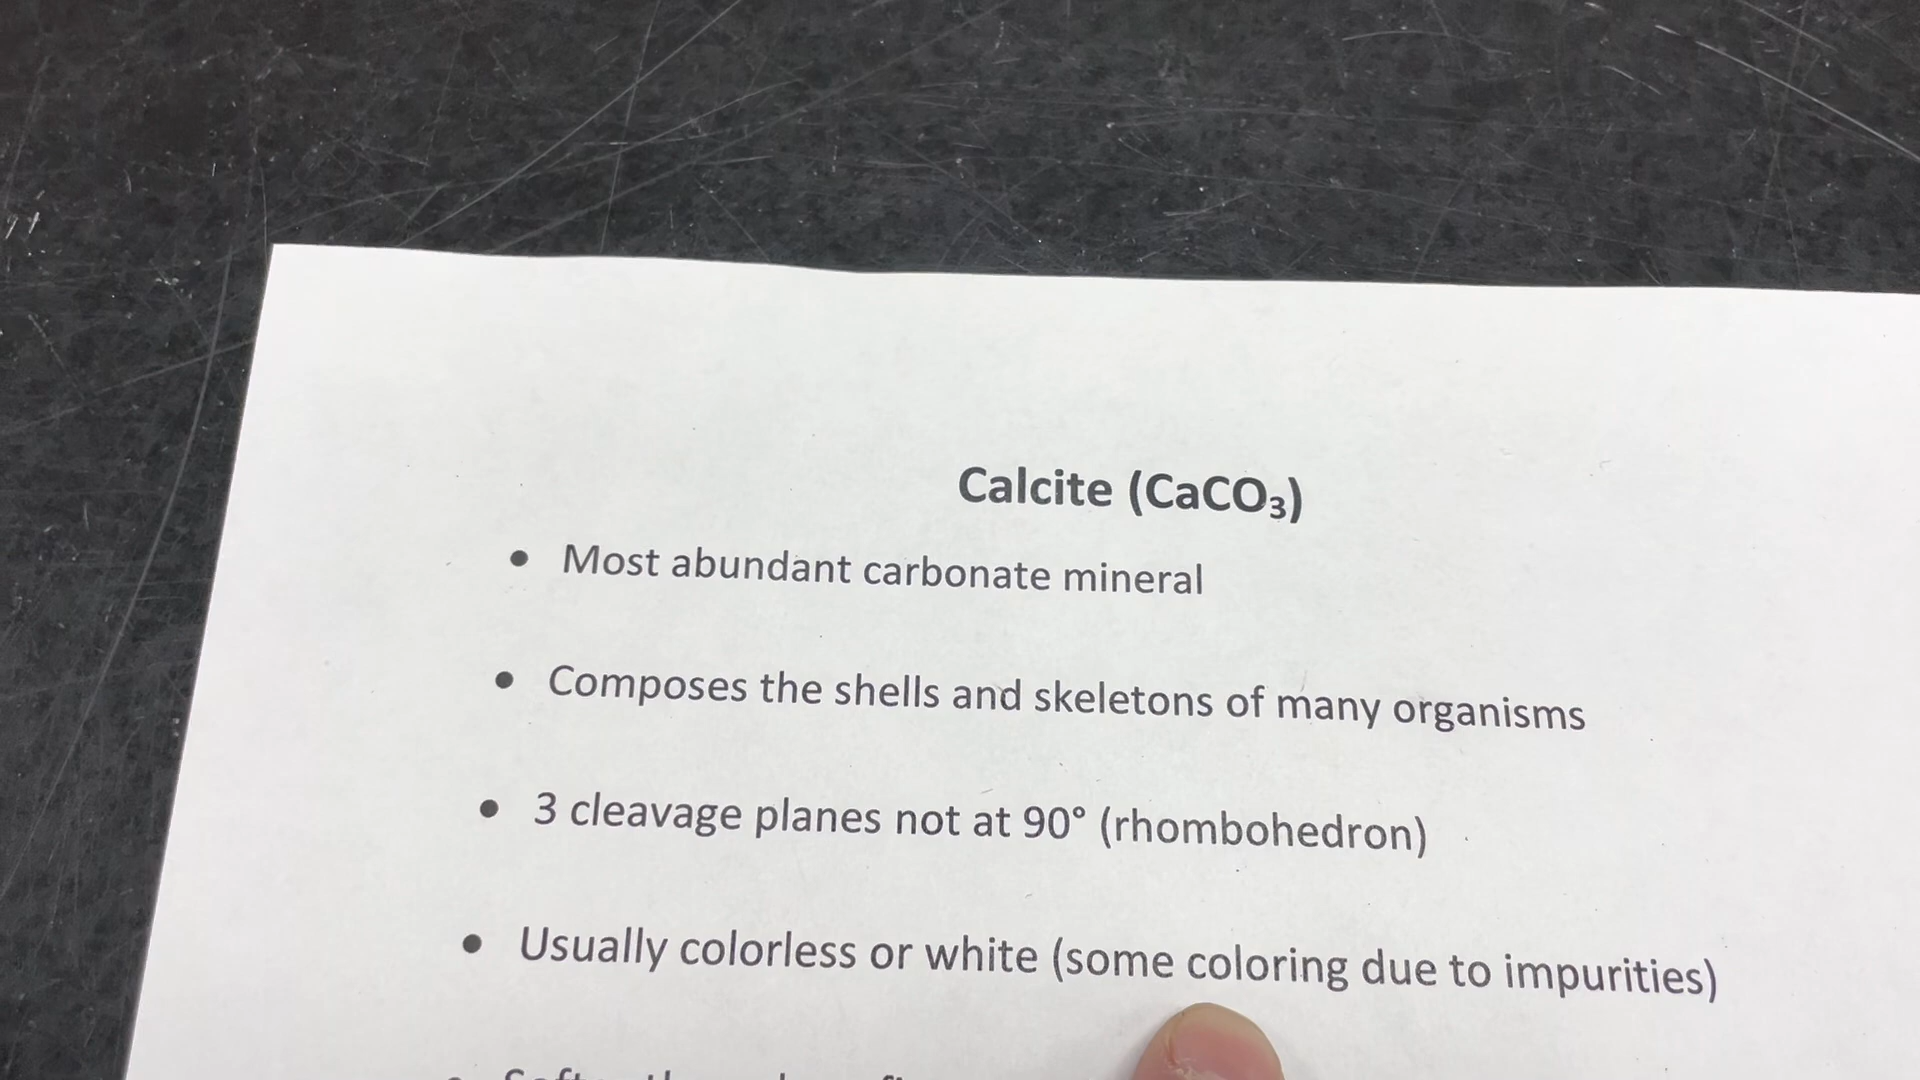 Calcite (CaCO₃)
• Most abundant carbonate mineral
• Composes the shells and skeletons of many organisms
• 3 cleavage planes not at 90° (rhombohedron)
• Usually colorless or white (some coloring due to impurities)